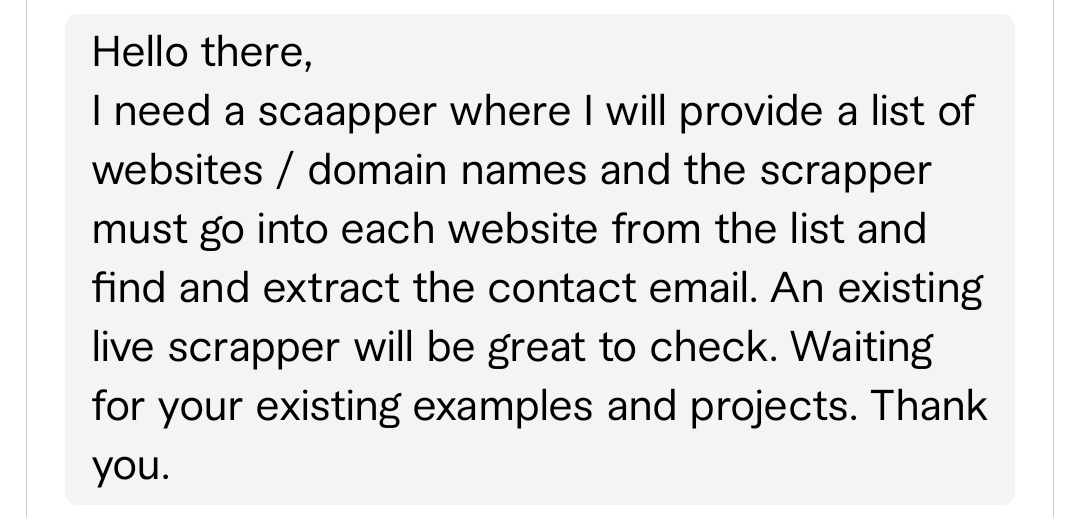 Hello there,
I need a scaapper where I will provide a list of
websites / domain names and the scrapper
must go into each website from the list and
find and extract the contact email. An existing
live scrapper will be great to check. Waiting
for your existing examples and projects. Thank
you.